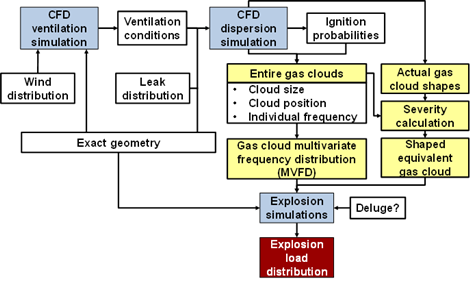 CFD
ventilation
simulation
Ventilation
conditions
CFD
dispersion
simulation
Ignition
probabilities
Wind
distribution
Leak
distribution
Entire gas clouds
• Cloud size
• Cloud position
• Individual frequency
Actual gas
cloud shapes
Severity
calculation
Exact geometry
Gas cloud multivariate
frequency distribution
(MVFD)
Shaped
equivalent
gas cloud
Explosion
simulations
Deluge?
Explosion
load
distribution